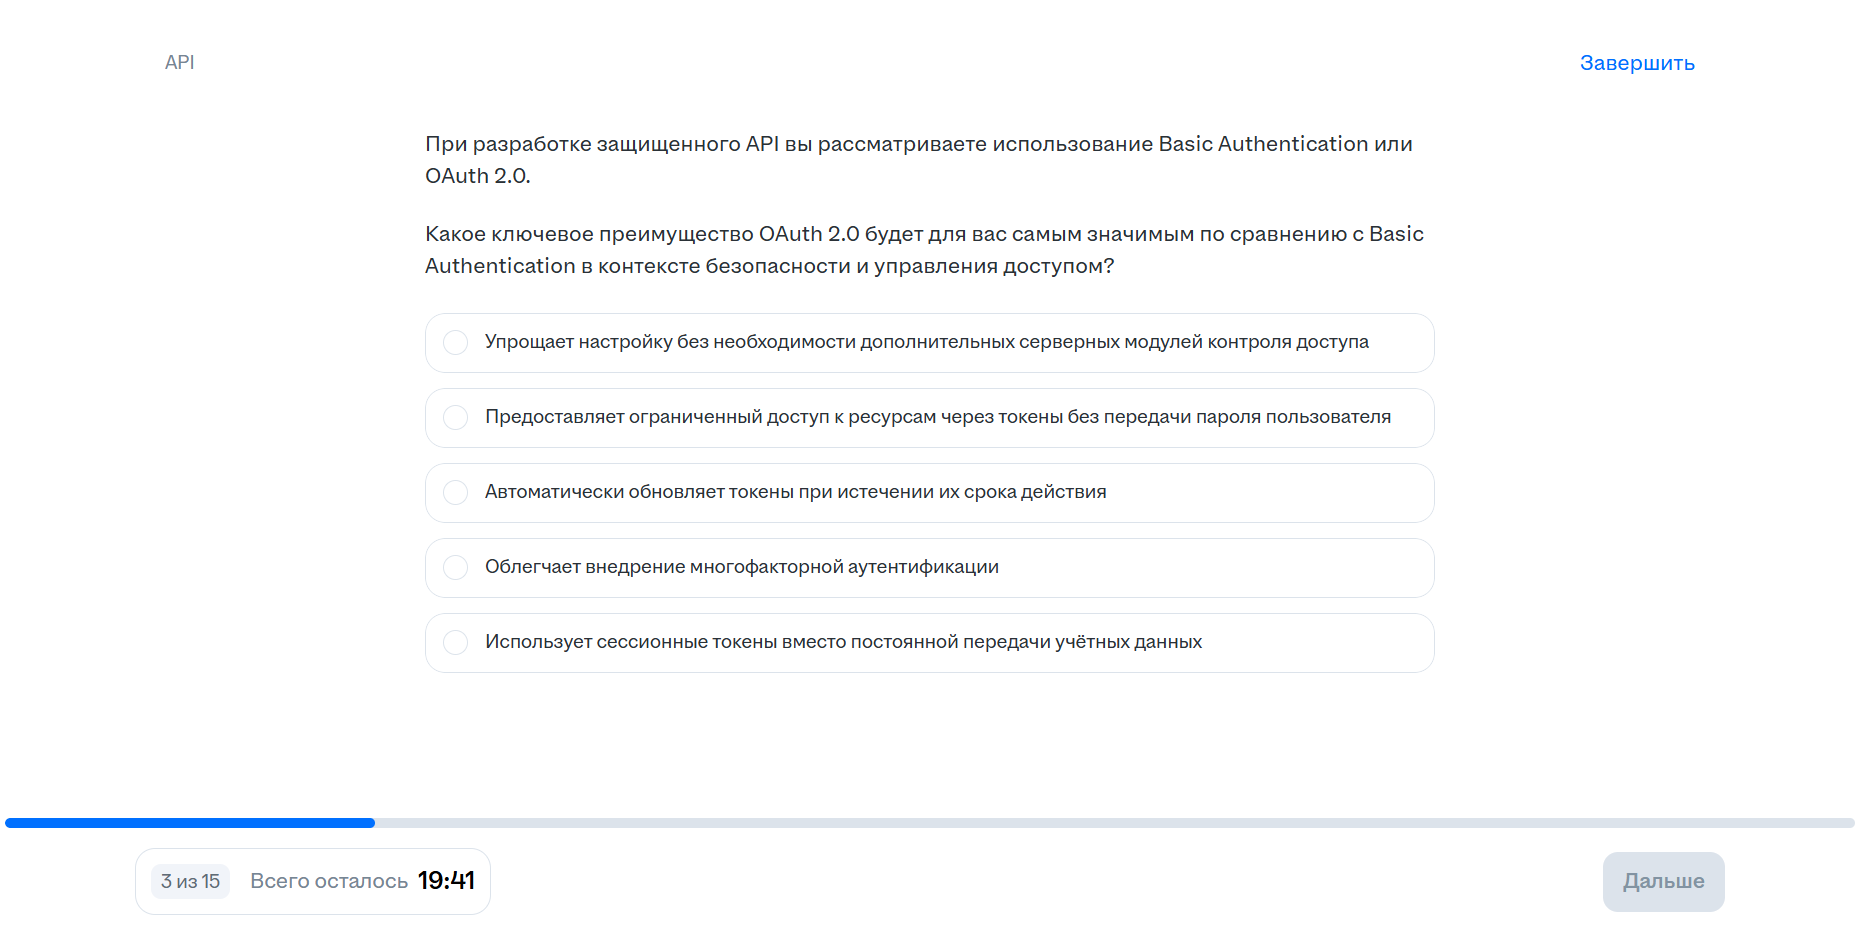 API
Завершить
При разработке защищенного API вы рассматриваете использование Basic Authentication или
OAuth 2.0.
Какое ключевое преимущество OAuth 2.0 будет для вас самым значимым по сравнению с Basic
Authentication в контексте безопасности и управления доступом?
Упрощает настройку без необходимости дополнительных серверных модулей контроля доступа
Предоставляет ограниченный доступ к ресурсам через токены без передачи пароля пользователя
Автоматически обновляет токены при истечении их срока действия
Облегчает внедрение многофакторной аутентификации
Использует сессионные токены вместо постоянной передачи учётных данных
3 из 15
Всего осталось 19:41
Дальше